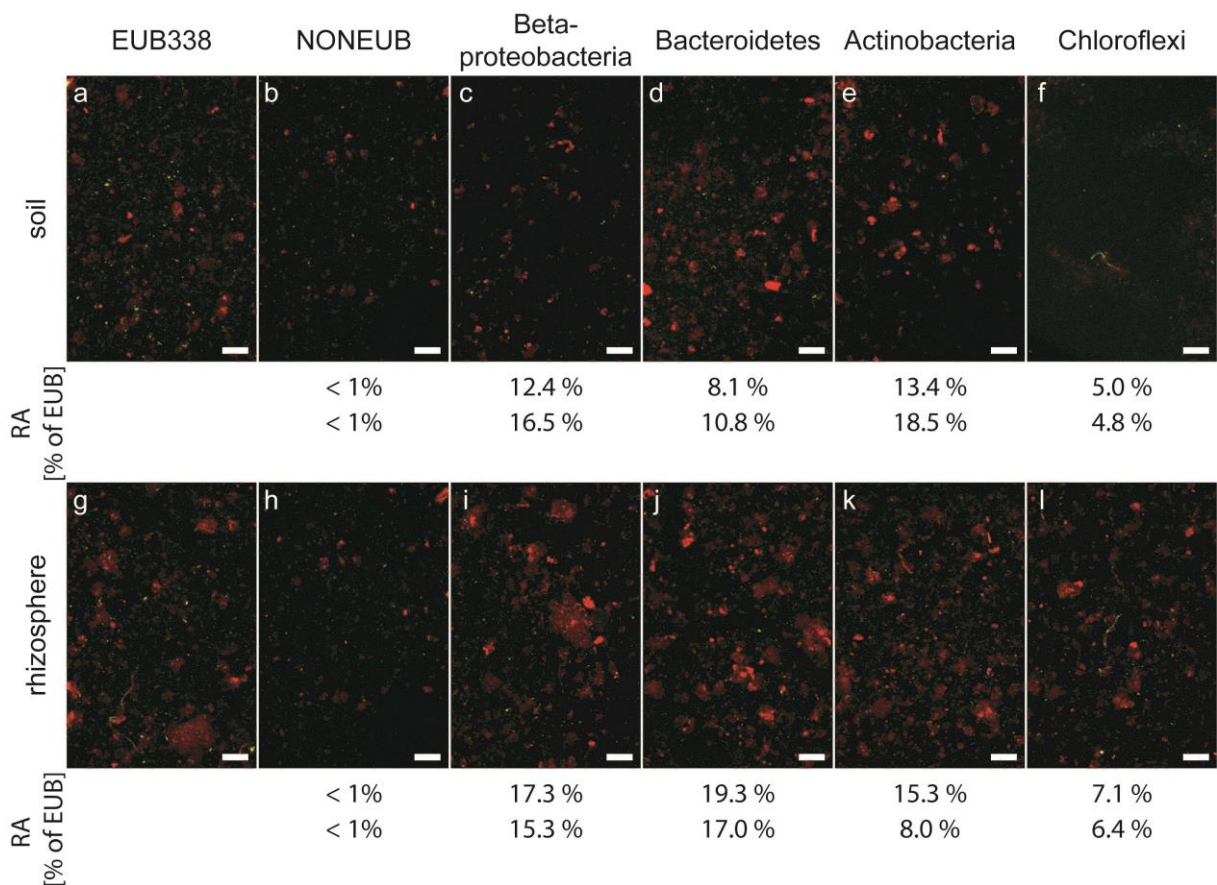 EUB338 NONEUB Beta-proteobacteria Bacteroidetes Actinobacteria Chloroflexi
a b c d e f
soil
RA [% of EUB]
< 1% 12.4 % 8.1 % 13.4 % 5.0 %
< 1% 16.5 % 10.8 % 18.5 % 4.8 %
g h i j k l
rhizosphere
RA [% of EUB]
< 1% 17.3 % 19.3 % 15.3 % 7.1 %
< 1% 15.3 % 17.0 % 8.0 % 6.4 %